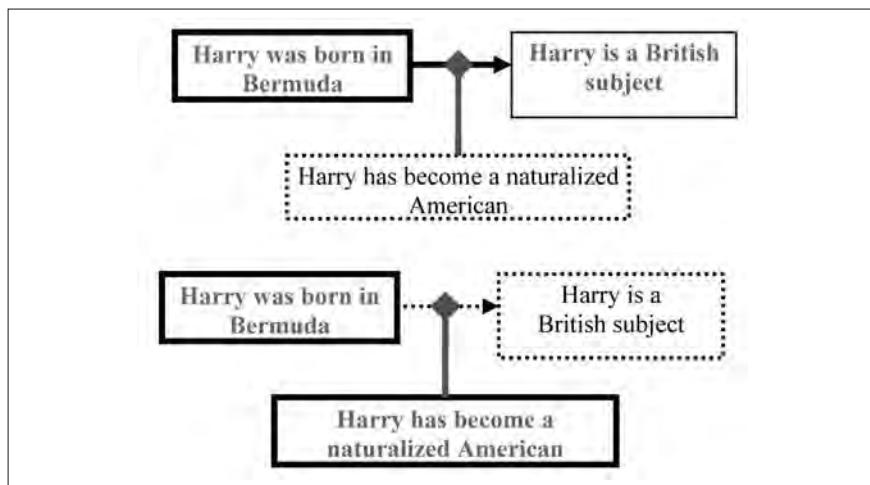 Harry was born in
Bermuda
Harry is a British
subject
Harry has become a naturalized
American
Harry was born in
Bermuda
Harry is a
British subject
Harry has become a
naturalized American